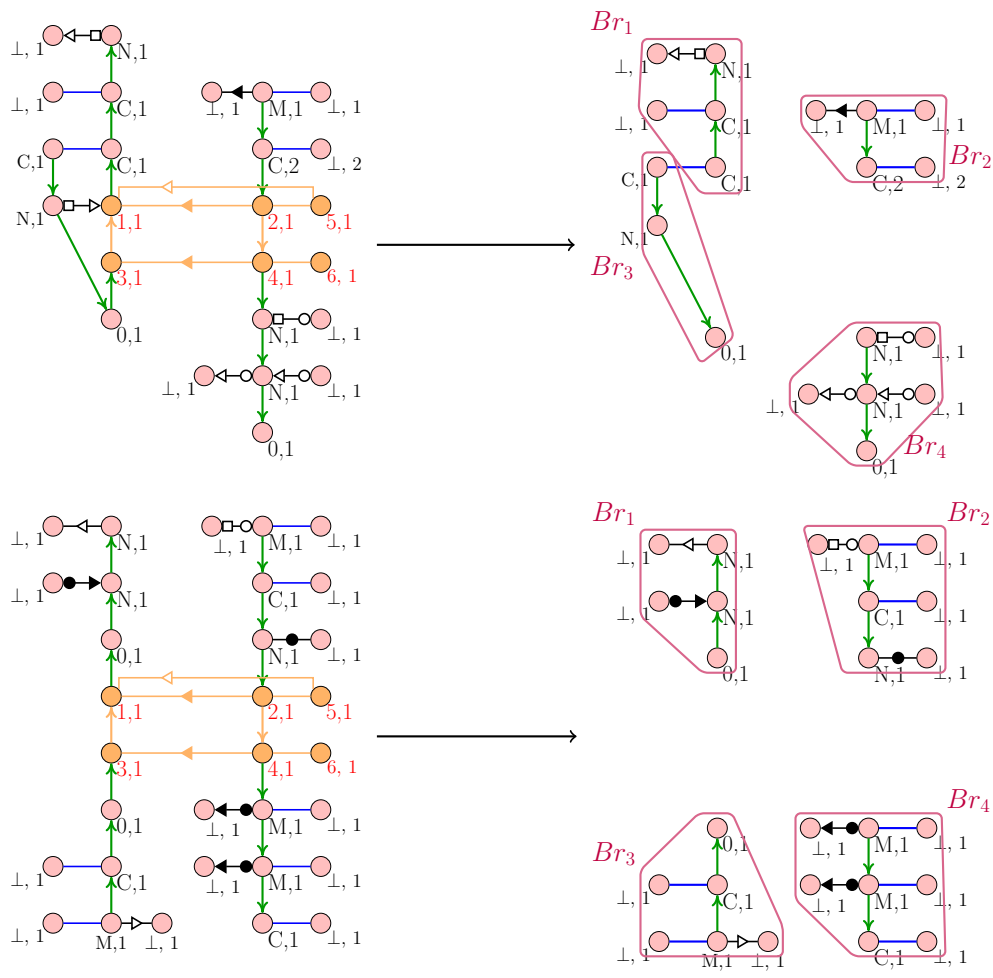 ⊥, 1 N,1
⊥, 1 C,1 ⊥, 1 M,1 ⊥, 1
C,1 C,1 C,2 ⊥, 2
N,1 1,1 2,1 5,1
3,1 4,1 6,1
0,1 N,1 ⊥, 1
⊥, 1 N,1 ⊥, 1
0,1
Br1
⊥, 1 N,1
⊥, 1 C,1 ⊥, 1 M,1 ⊥, 1
Br2
C,1 C,1 C,2 ⊥, 2
N,1
Br3
0,1 N,1 ⊥, 1
⊥, 1 N,1 ⊥, 1
Br4
0,1
⊥, 1 N,1 ⊥, 1 M,1 ⊥, 1
⊥, 1 N,1 C,1 ⊥, 1
0,1 N,1 ⊥, 1
1,1 2,1 5,1
3,1 4,1 6, 1
0,1 ⊥, 1 M,1 ⊥, 1
⊥, 1 C,1 ⊥, 1 M,1 ⊥, 1
⊥, 1 M,1 ⊥, 1 C,1 ⊥, 1
Br1 Br2
⊥, 1 N,1 ⊥, 1 M,1 ⊥, 1
⊥, 1 N,1 C,1 ⊥, 1
0,1 N,1 ⊥, 1
Br3 Br4
0,1 ⊥, 1 M,1 ⊥, 1
⊥, 1 C,1 ⊥, 1 M,1 ⊥, 1
⊥, 1 M,1 ⊥, 1 C,1 ⊥, 1